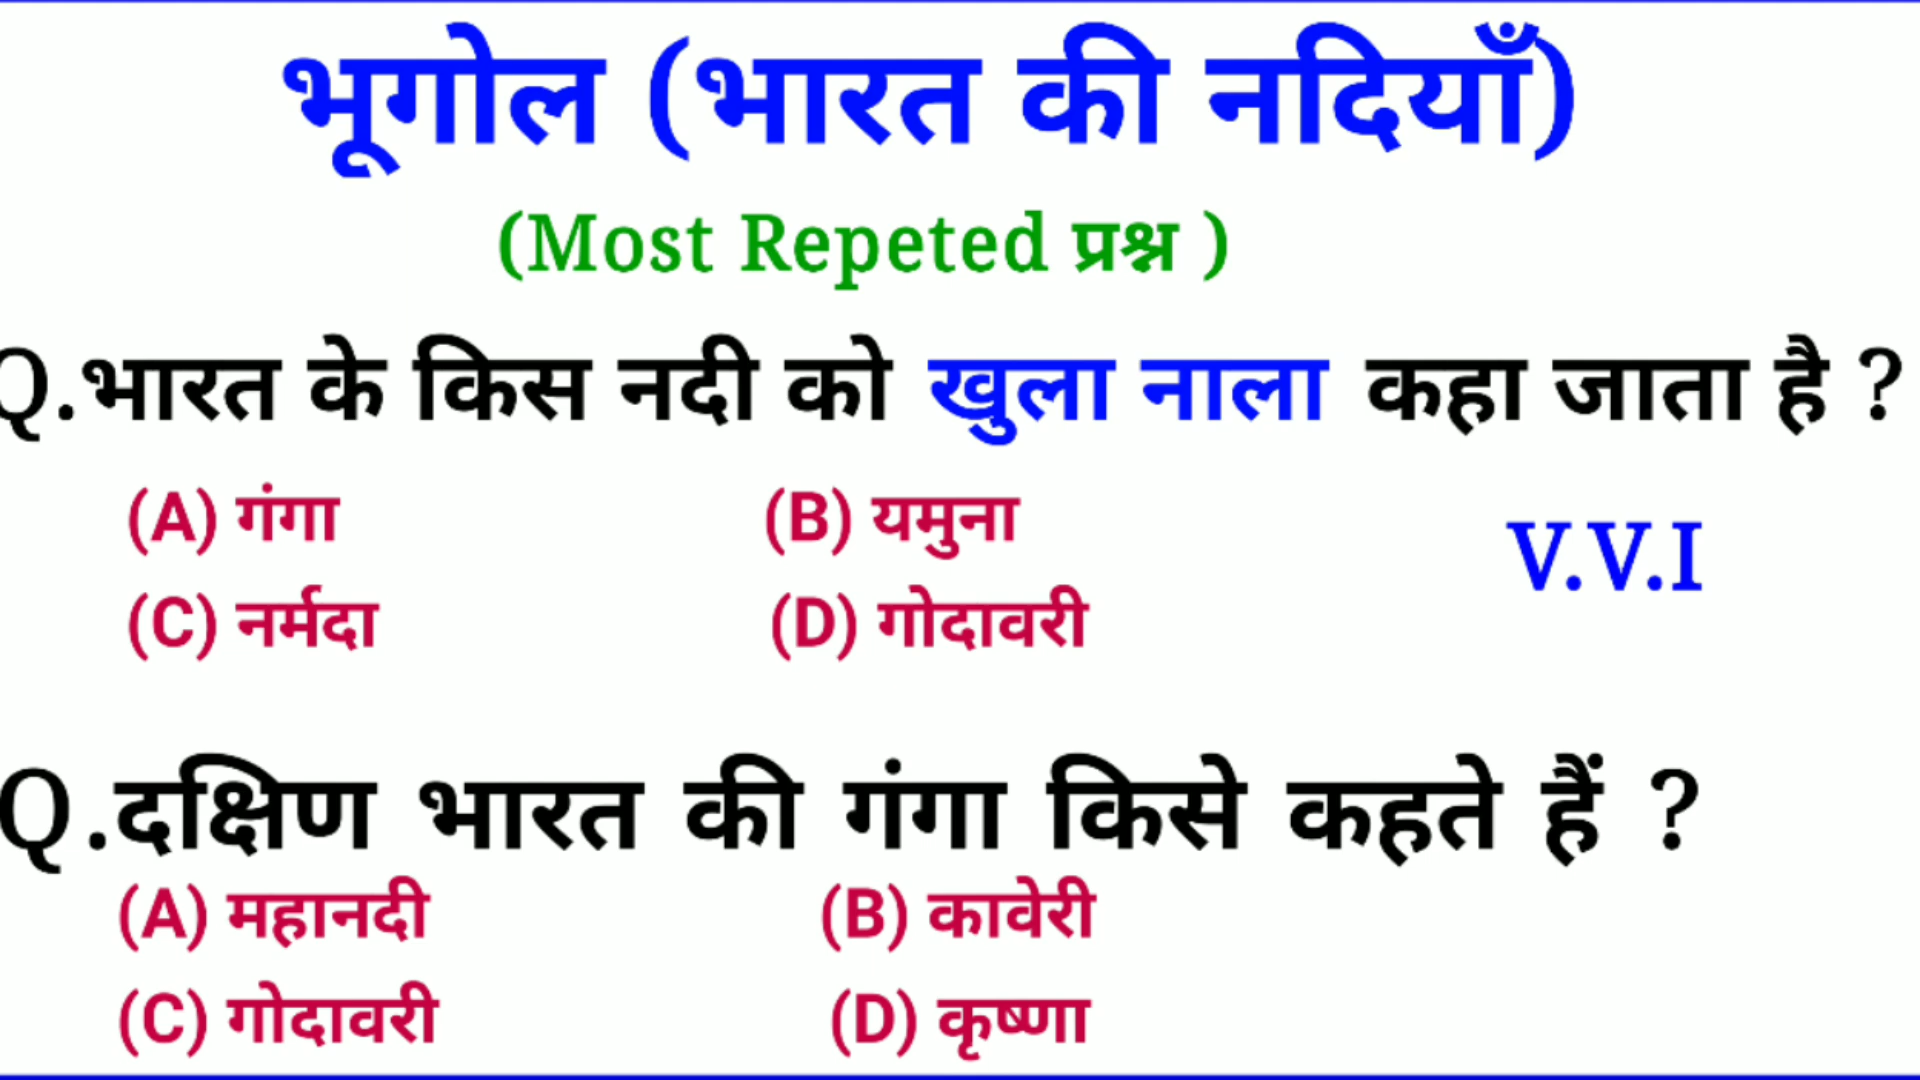 भूगोल (भारत की नदियाँ)
(Most Repeted प्रश्न )
Q.भारत के किस नदी को खुला नाला कहा जाता है ?
(A) गंगा (B) यमुना
V.V.I
(C) नर्मदा (D) गोदावरी
Q.दक्षिण भारत की गंगा किसे कहते हैं ?
(A) महानदी (B) कावेरी
(C) गोदावरी (D) कृष्णा